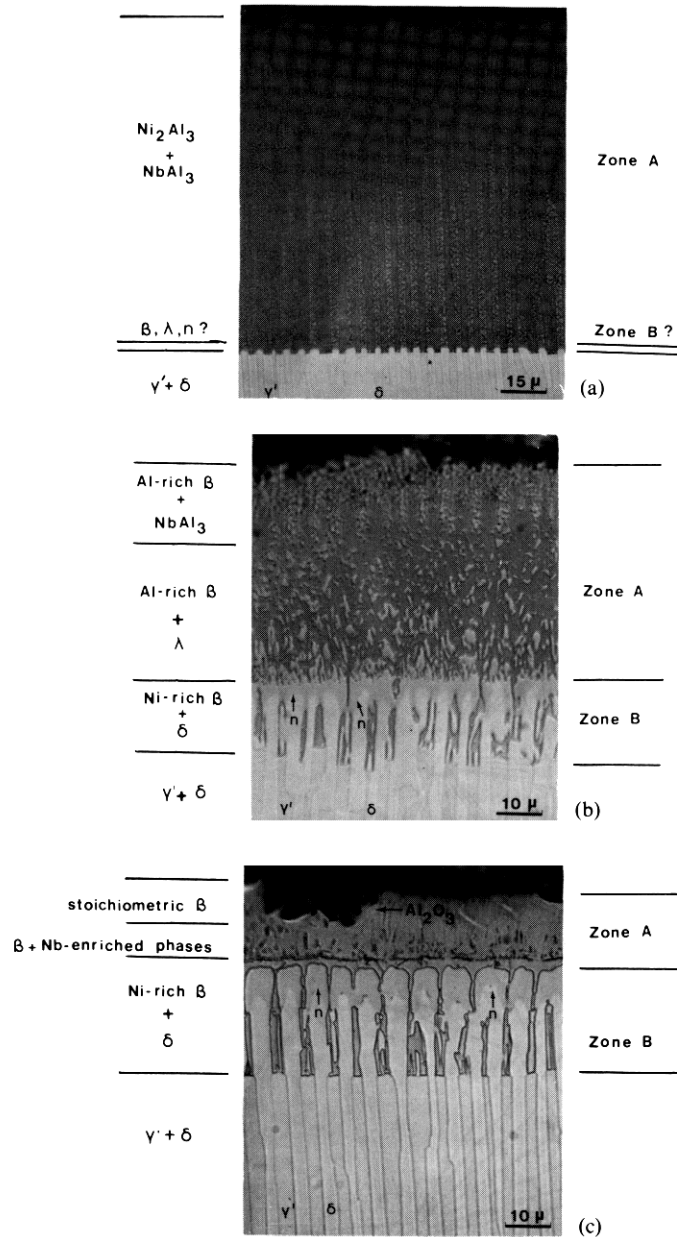 Ni₂Al₃
+
NbAl₃
Zone A
β, λ, n ?
Zone B ?
γ'+ δ
γ'
δ
15 μ
(a)
Al-rich β
+
NbAl₃
Al-rich β
+
λ
Zone A
Ni-rich β
+
δ
n
n
Zone B
γ'+ δ
γ'
δ
10 μ
(b)
stoichiometric β
Al₂O₃
β + Nb-enriched phases
Zone A
Ni-rich β
+
δ
n
n
Zone B
γ'+ δ
γ'
δ
10 μ
(c)